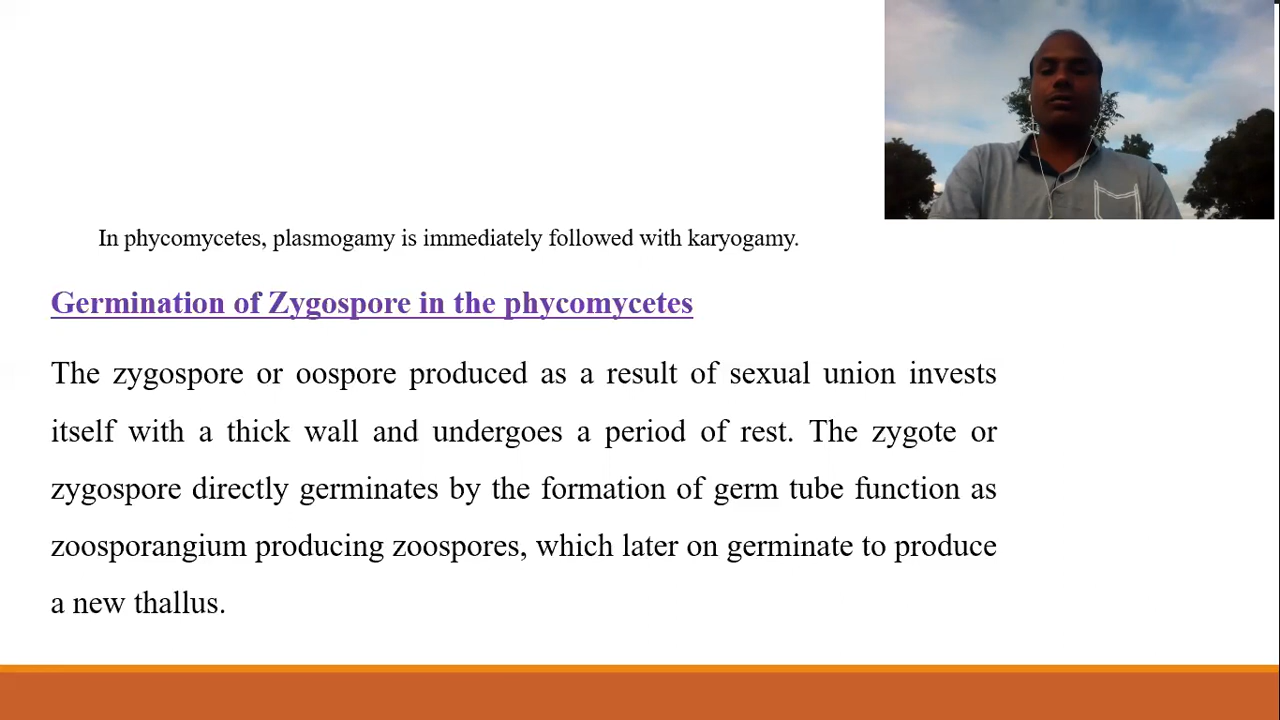 In phycomycetes, plasmogamy is immediately followed with karyogamy.
Germination of Zygospore in the phycomycetes
The zygospore or oospore produced as a result of sexual union invests
itself with a thick wall and undergoes a period of rest. The zygote or
zygospore directly germinates by the formation of germ tube function as
zoosporangium producing zoospores, which later on germinate to produce
a new thallus.